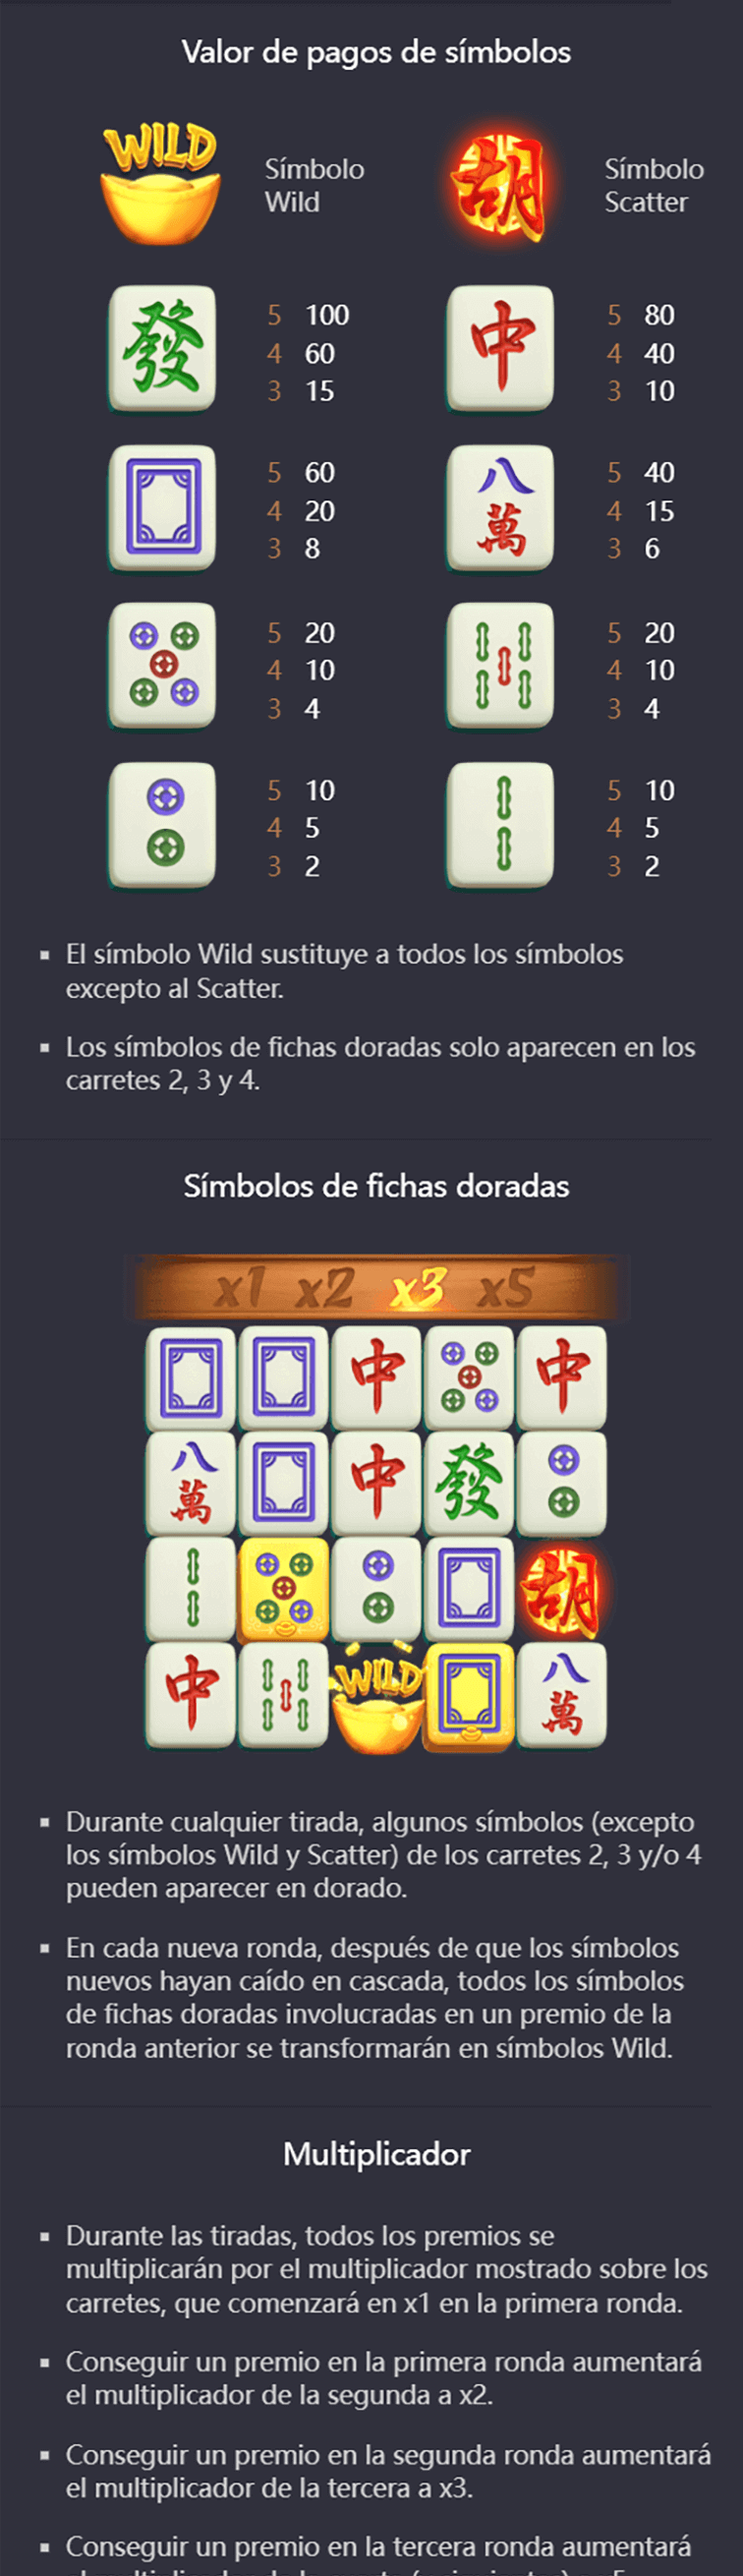 Valor de pagos de símbolos
WILD
Símbolo
Wild
胡
Símbolo
Scatter
發
5 100
4 60
3 15
中
5 80
4 40
3 10
5 60
4 20
3 8
八
萬
5 40
4 15
3 6
5 20
4 10
3 4
5 20
4 10
3 4
5 10
4 5
3 2
5 10
4 5
3 2
El símbolo Wild sustituye a todos los símbolos
excepto al Scatter.
Los símbolos de fichas doradas solo aparecen en los
carretes 2, 3 y 4.
Símbolos de fichas doradas
x1 x2 x3 x5
中 中
八萬 中 發
胡
中 WILD 八萬
Durante cualquier tirada, algunos símbolos (excepto
los símbolos Wild y Scatter) de los carretes 2, 3 y/o 4
pueden aparecer en dorado.
En cada nueva ronda, después de que los símbolos
nuevos hayan caído en cascada, todos los símbolos
de fichas doradas involucradas en un premio de la
ronda anterior se transformarán en símbolos Wild.
Multiplicador
Durante las tiradas, todos los premios se
multiplicarán por el multiplicador mostrado sobre los
carretes, que comenzará en x1 en la primera ronda.
Conseguir un premio en la primera ronda aumentará
el multiplicador de la segunda a x2.
Conseguir un premio en la segunda ronda aumentará
el multiplicador de la tercera a x3.
Conseguir un premio en la tercera ronda aumentará